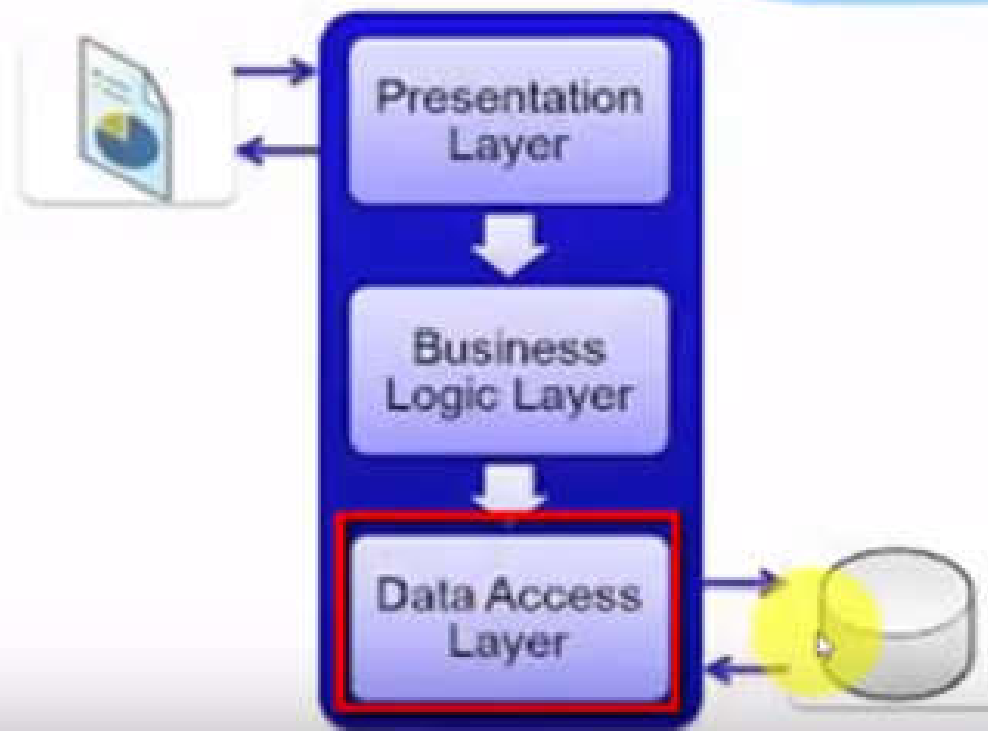 Presentation
Layer
Business
Logic Layer
Data Access
Layer